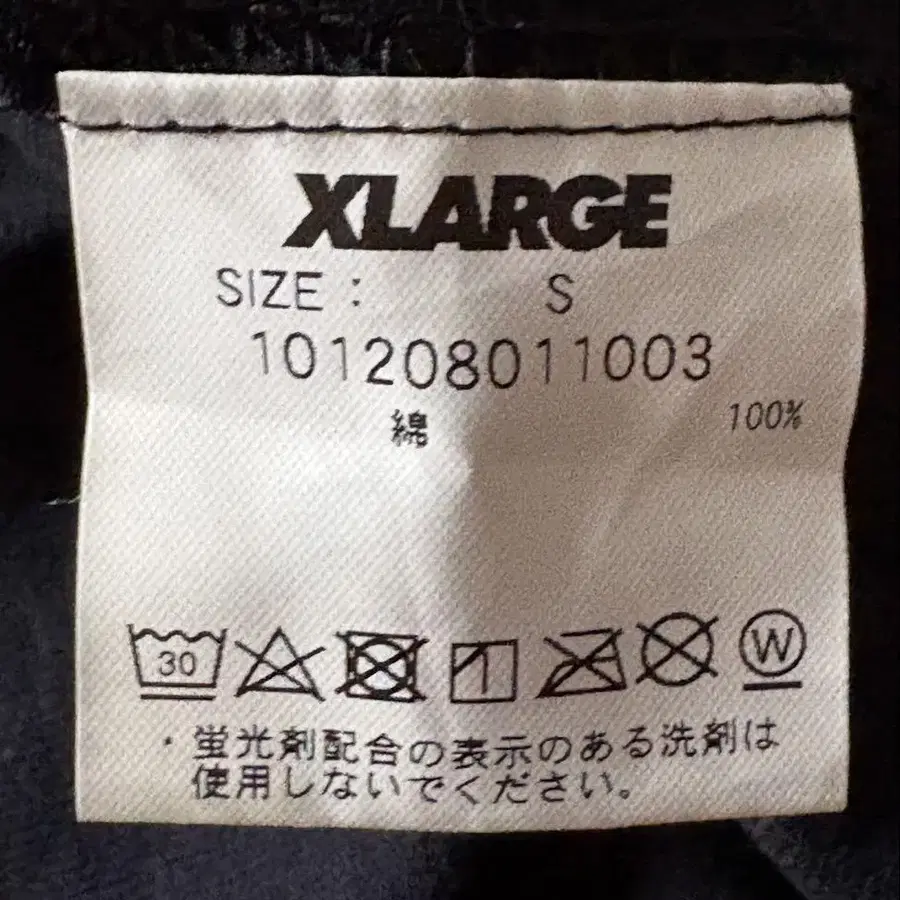 XLARGE
SIZE : S
101208011003
綿 100%
30 W
・蛍光剤配合の表示のある洗剤は
使用しないでください。